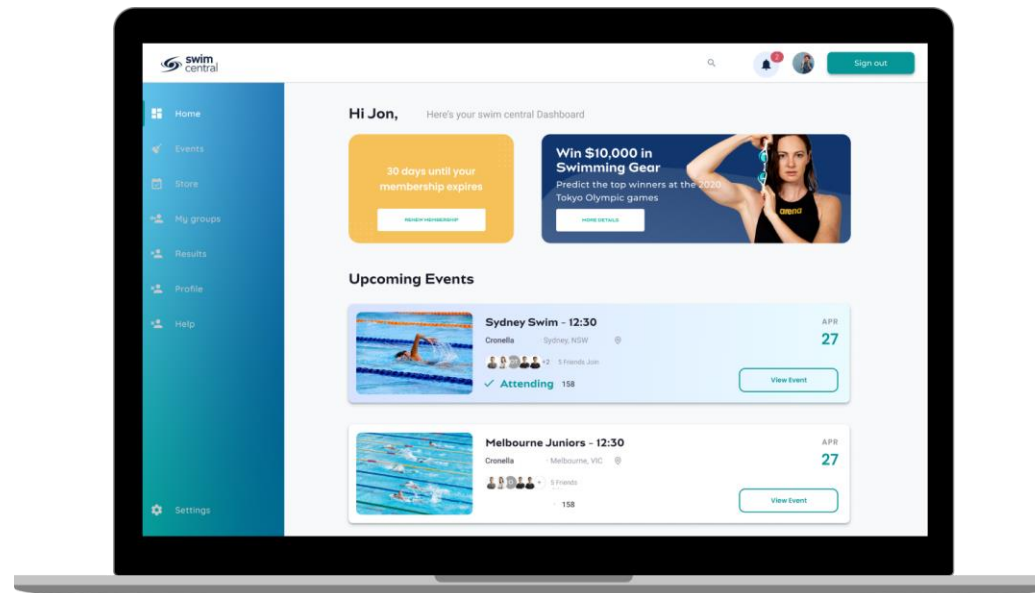 swim
central
2
Sign out
Home
Events
Store
My groups
Results
Profile
Help
Settings
Hi Jon,
Here's your swim central Dashboard
30 days until your
membership expires
RENEW MEMBERSHIP
Win $10,000 in
Swimming Gear
Predict the top winners at the 2020
Tokyo Olympic games
MORE DETAILS
arena
Upcoming Events
Sydney Swim - 12:30
Cronella · Sydney, NSW
+2 5 Friends Join
Attending 158
APR
27
View Event
Melbourne Juniors - 12:30
Cronella · Melbourne, VIC
+ 5 Friends
· 158
APR
27
View Event